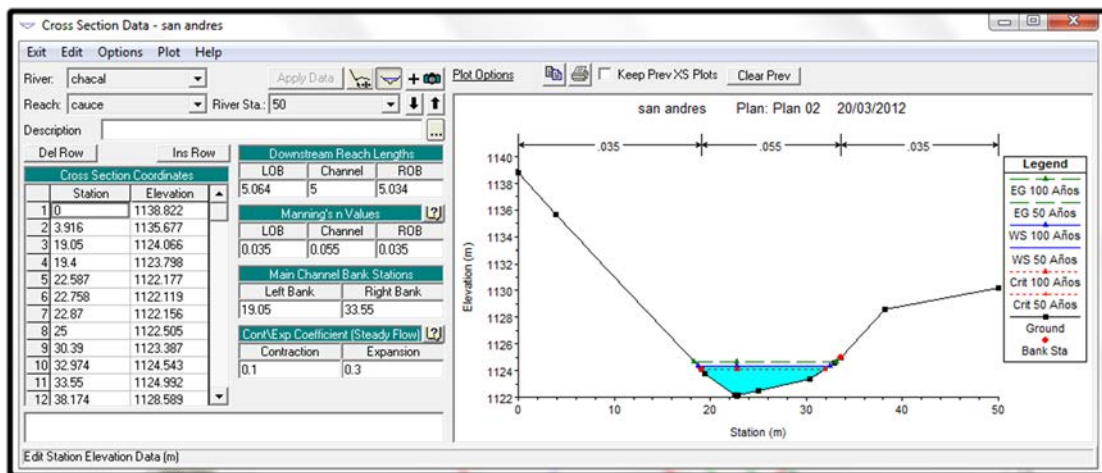 Cross Section Data - san andres
Exit Edit Options Plot Help
River: chacal Apply Data + Plot Options Keep Prev XS Plots Clear Prev
Reach: cauce River Sta.: 50
Description ...
Del Row Ins Row
Cross Section Coordinates
Station Elevation
1 0 1138.822
2 3.916 1135.677
3 19.05 1124.066
4 19.4 1123.798
5 22.587 1122.177
6 22.758 1122.119
7 22.87 1122.156
8 25 1122.505
9 30.39 1123.387
10 32.974 1124.543
11 33.55 1124.992
12 38.174 1128.589
Downstream Reach Lengths
LOB Channel ROB
5.064 5 5.034
Manning's n Values ?
LOB Channel ROB
0.035 0.055 0.035
Main Channel Bank Stations
Left Bank Right Bank
19.05 33.55
Cont\Exp Coefficient (Steady Flow) ?
Contraction Expansion
0.1 0.3
san andres Plan: Plan 02 20/03/2012
.035 .055 .035
1140
1138
1136
1134
1132
1130
1128
1126
1124
1122
Elevation (m)
0 10 20 30 40 50
Station (m)
Legend
EG 100 Años
EG 50 Años
WS 100 Años
WS 50 Años
Crit 100 Años
Crit 50 Años
Ground
Bank Sta
Edit Station Elevation Data (m)